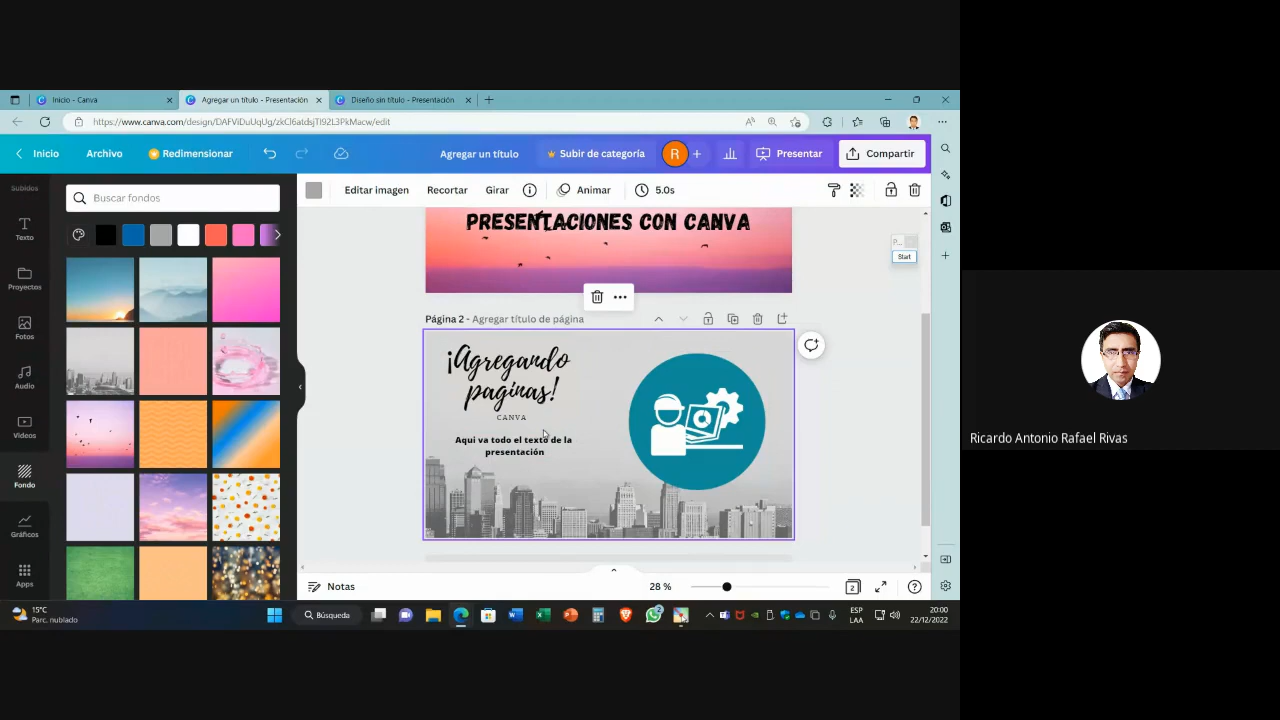 Inicio - Canva
Agregar un título - Presentación
Diseño sin título - Presentación
https://www.canva.com/design/DAFViDuUqUg/zkCl6atdsjTI92L3PkMacw/edit
Inicio
Archivo
Redimensionar
Agregar un título
Subir de categoría
R
Presentar
Compartir
Subidos
Texto
Proyectos
Fotos
Audio
Videos
Fondo
Gráficos
Apps
Buscar fondos
Editar imagen
Recortar
Girar
Animar
5.0s
PRESENTACIONES CON CANVA
Start
Página 2 - Agregar título de página
¡Agregando
paginas!
CANVA
Aqui va todo el texto de la
presentación
Notas
28 %
2
15°C
Parc. nublado
Búsqueda
ESP
LAA
20:00
22/12/2022
Ricardo Antonio Rafael Rivas